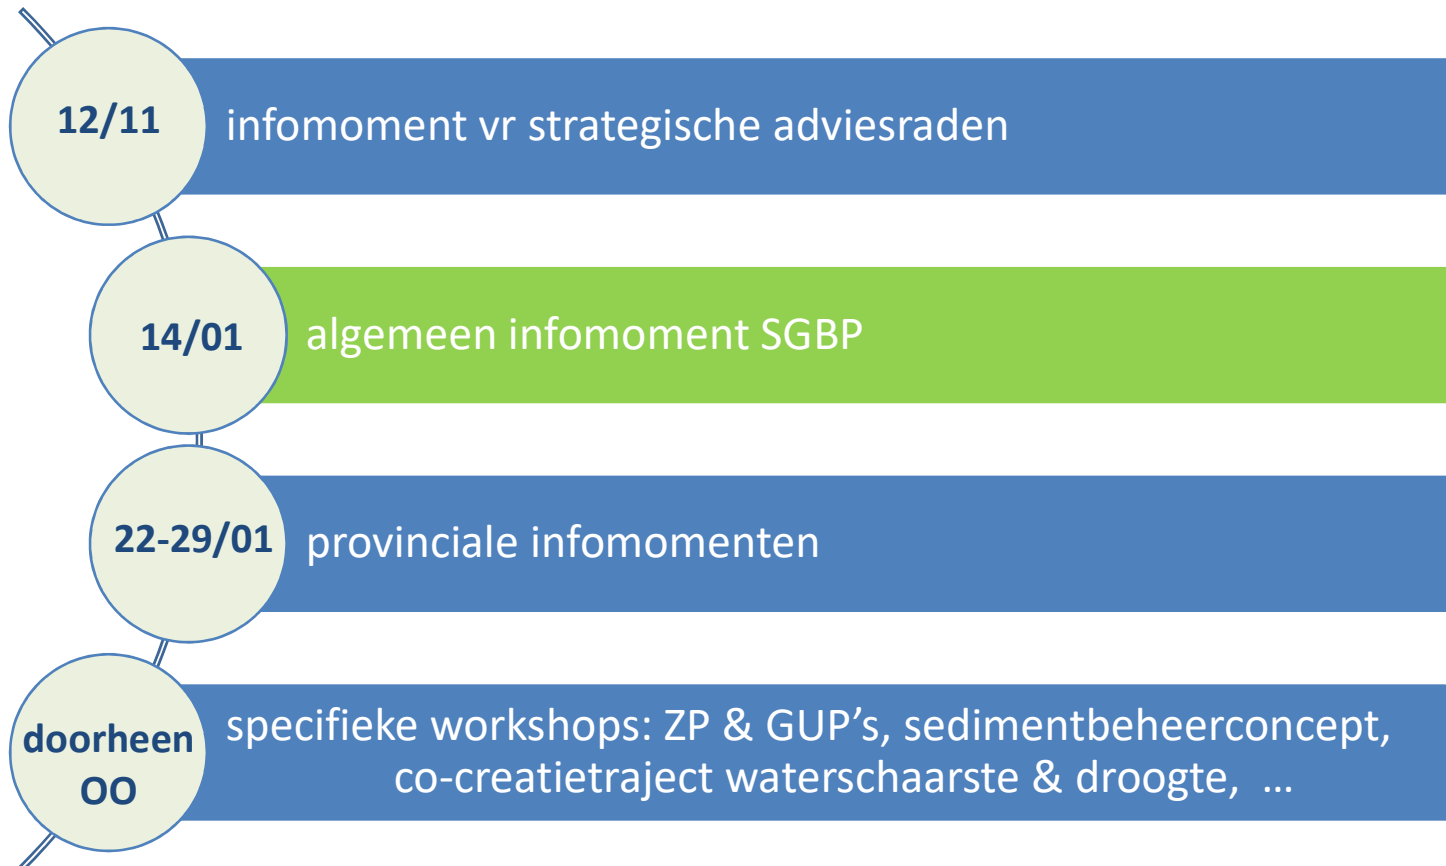 12/11
infomoment vr strategische adviesraden
14/01
algemeen infomoment SGBP
22-29/01
provinciale infomomenten
doorheen
OO
specifieke workshops: ZP & GUP’s, sedimentbeheerconcept,
co-creatietraject waterschaarste & droogte, …